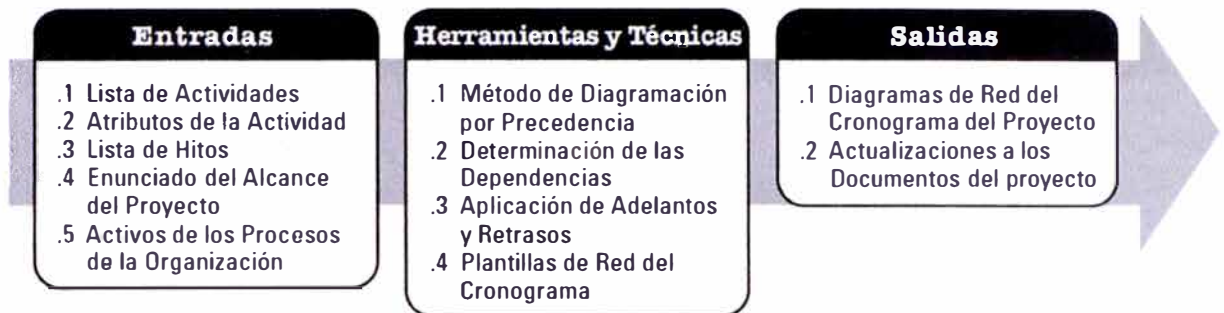 Entradas
.1 Lista de Actividades
.2 Atributos de la Actividad
.3 Lista de Hitos
.4 Enunciado del Alcance
del Proyecto
.5 Activos de los Procesos
de la Organización
Herramientas y Técnicas
.1 Método de Diagramación
por Precedencia
.2 Determinación de las
Dependencias
.3 Aplicación de Adelantos
y Retrasos
.4 Plantillas de Red del
Cronograma
Salidas
.1 Diagramas de Red del
Cronograma del Proyecto
.2 Actualizaciones a los
Documentos del proyecto